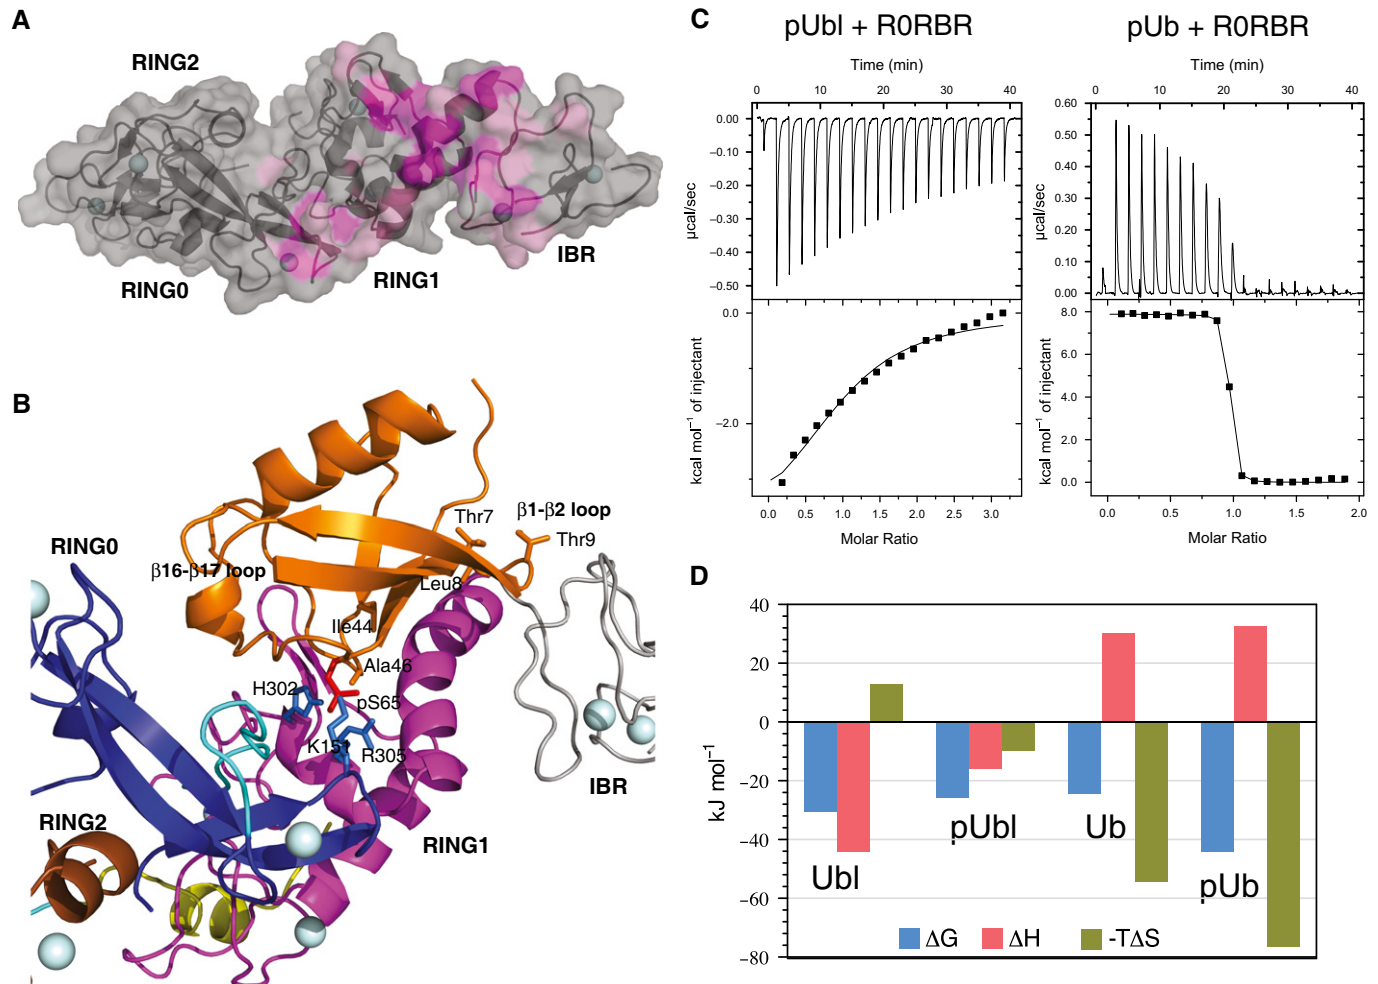 A
RING2
RING0
RING1
IBR
B
RING0
β16-β17 loop
Thr7
β1-β2 loop
Thr9
Leu8
Ile44
Ala46
H302
pS65
K151
R305
IBR
RING2
RING1
C
pUbl + R0RBR
Time (min)
0 10 20 30 40
0.00
−0.10
−0.20
−0.30
−0.40
−0.50
µcal/sec
0.0
−2.0
kcal mol⁻¹ of injectant
0.0 0.5 1.0 1.5 2.0 2.5 3.0
Molar Ratio
pUb + R0RBR
Time (min)
0 10 20 30 40
0.60
0.50
0.40
0.30
0.20
0.10
0.00
µcal/sec
8.0
6.0
4.0
2.0
0.0
kcal mol⁻¹ of injectant
0.0 0.5 1.0 1.5 2.0
Molar Ratio
D
40
20
0
−20
−40
−60
−80
kJ mol⁻¹
Ubl
pUbl
Ub
pUb
ΔG ΔH -TΔS